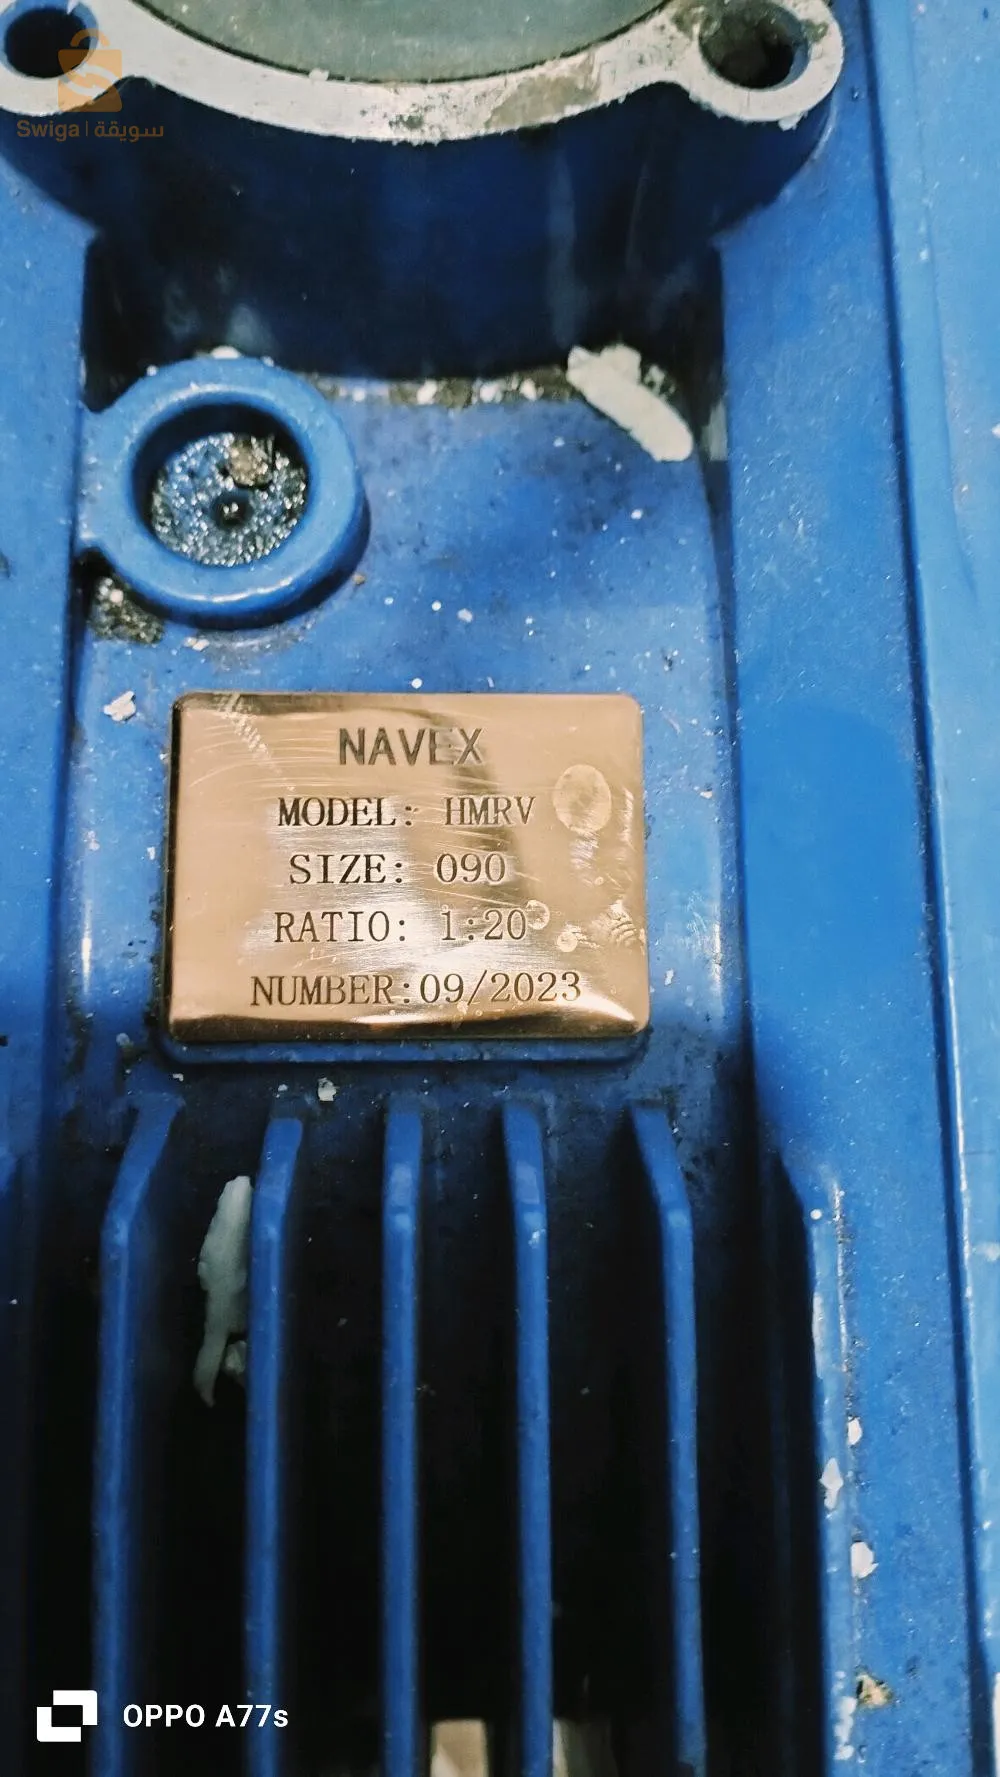 Swiga | سويقة
NAVEX
MODEL: HMRV
SIZE: 090
RATIO: 1:20
NUMBER:09/2023
OPPO A77s